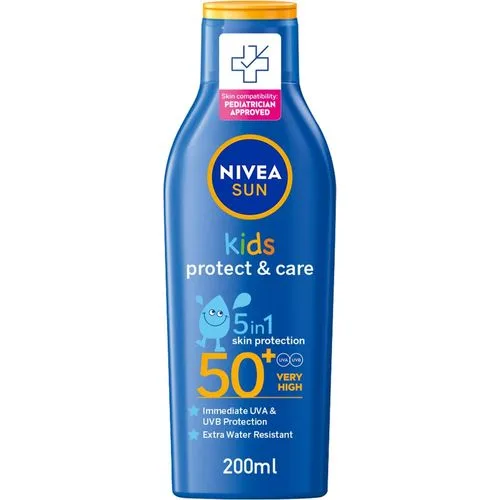 Skin compatibility:
PEDIATRICIAN
APPROVED
NIVEA
SUN
kids
protect & care
5in1
skin protection
50+
UVA UVB
VERY
HIGH
Immediate UVA &
UVB Protection
Extra Water Resistant
200ml